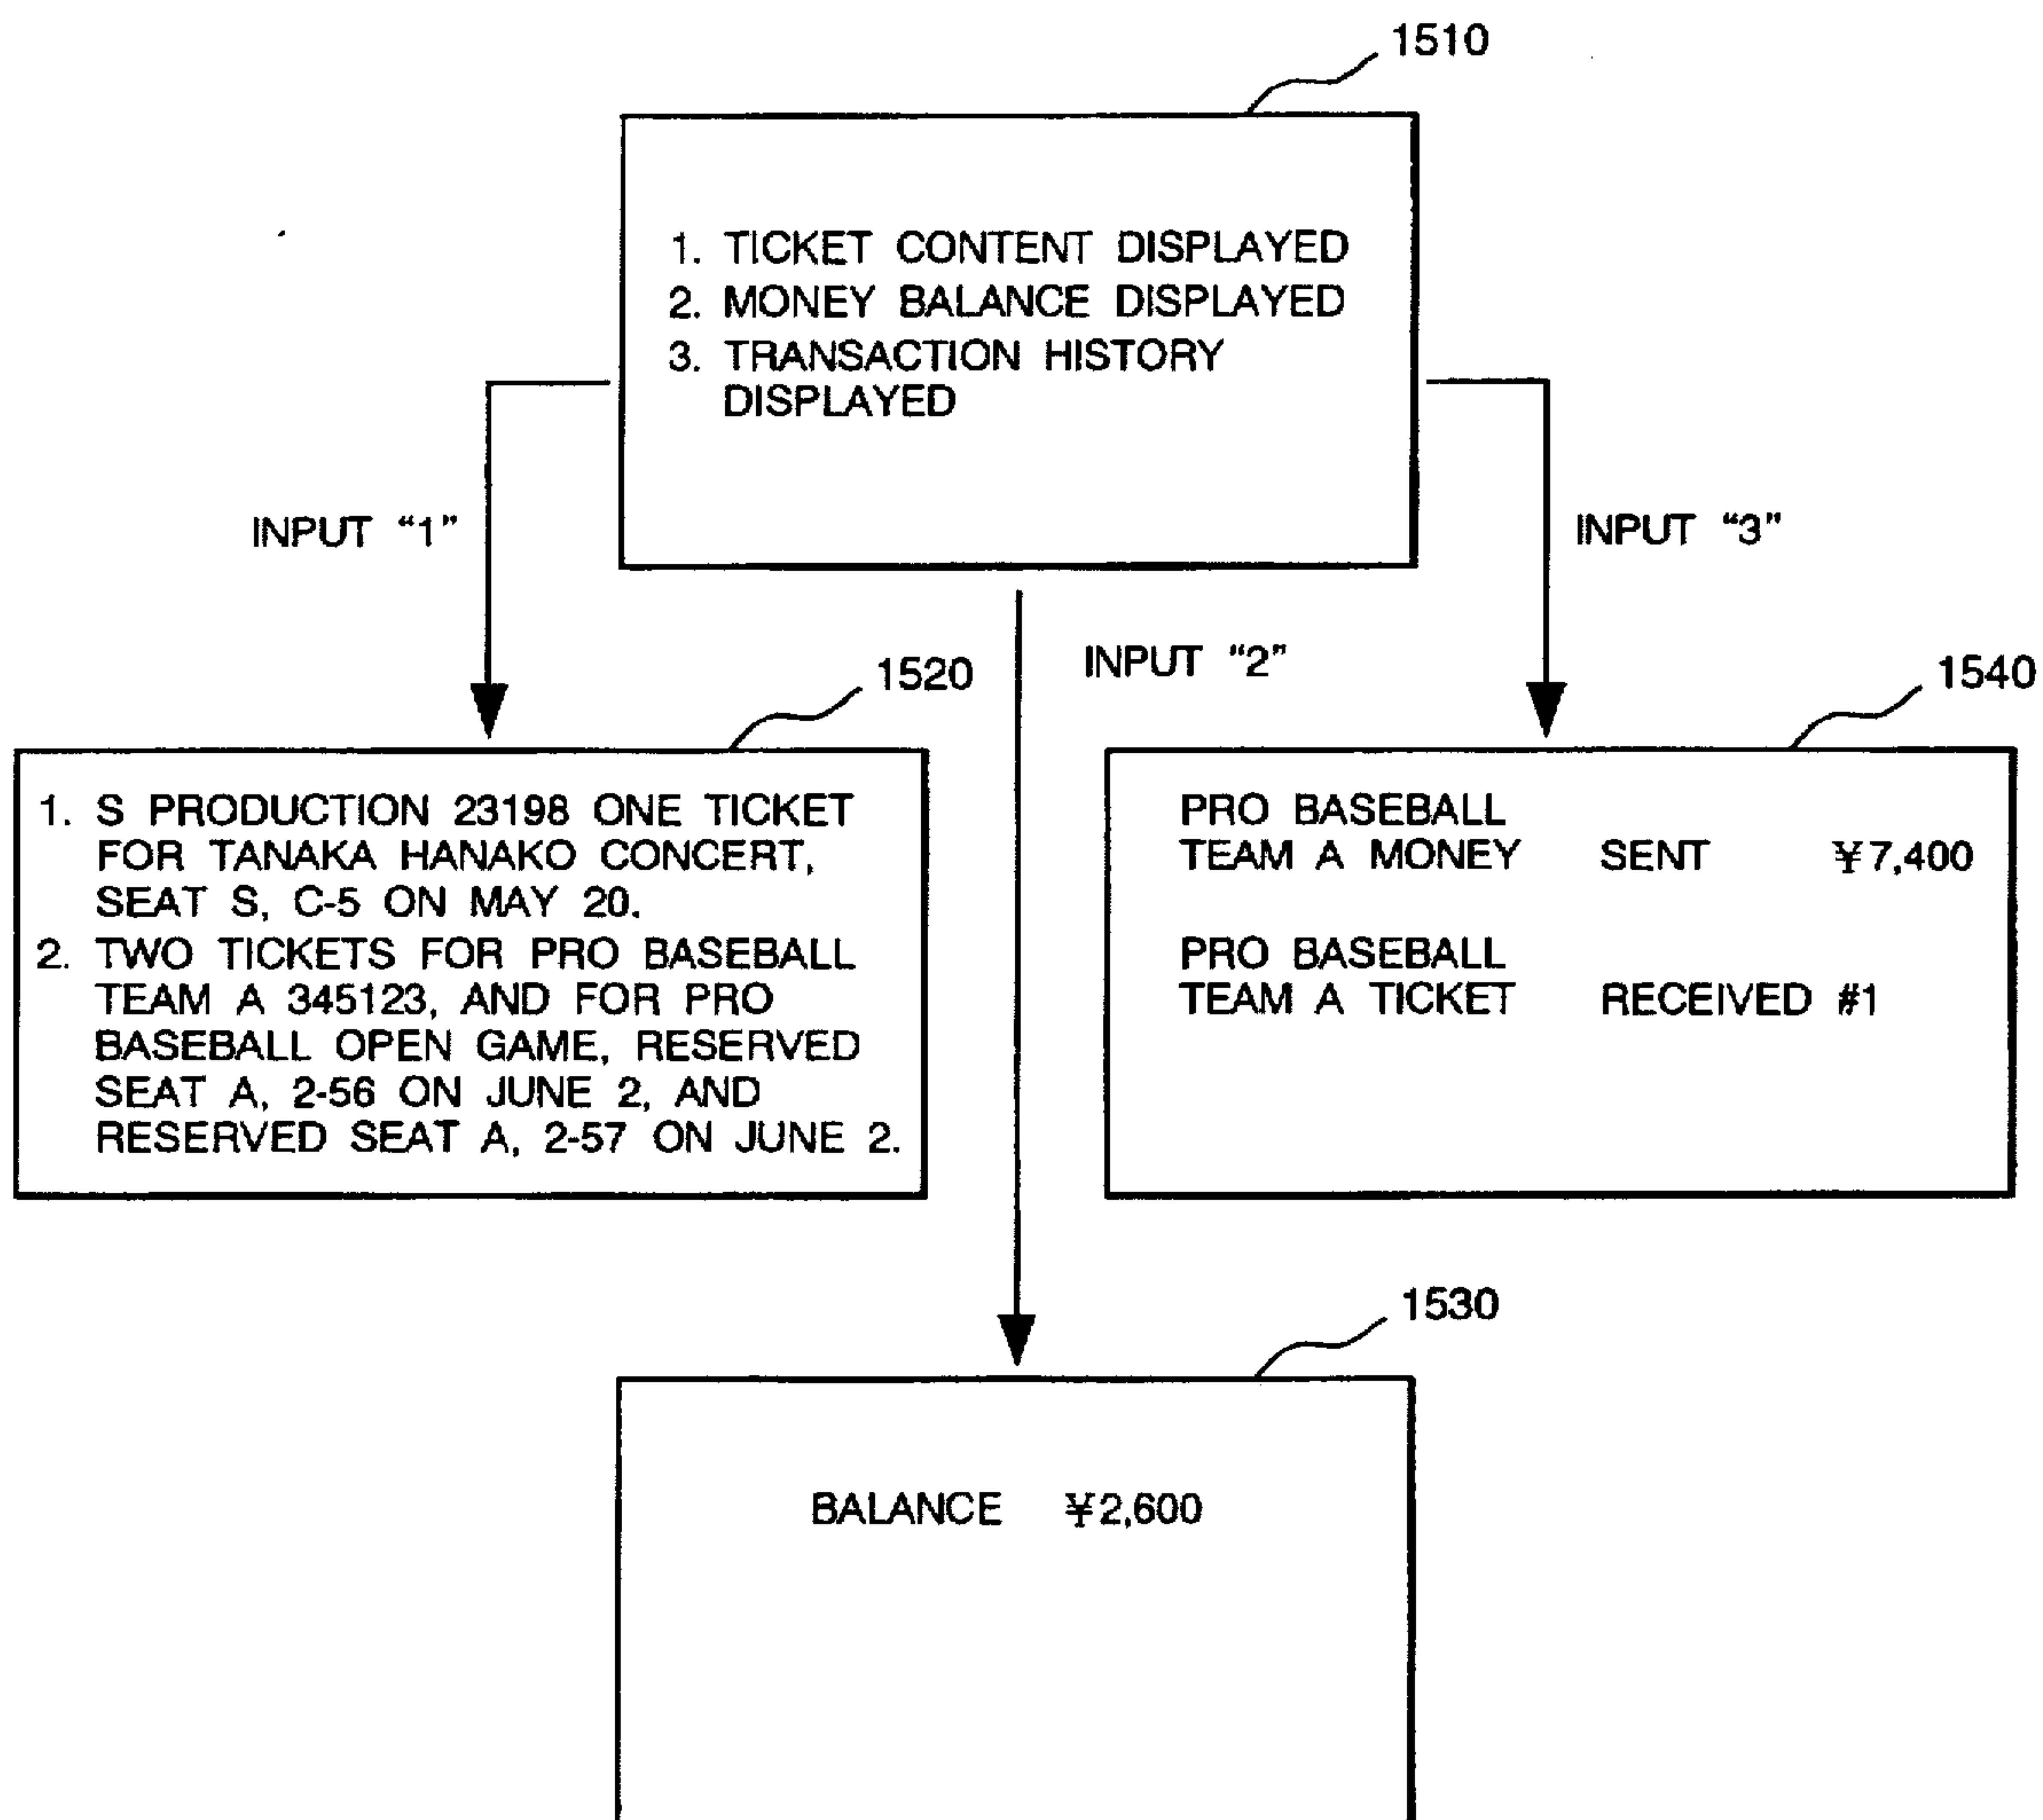 1510
1. TICKET CONTENT DISPLAYED
2. MONEY BALANCE DISPLAYED
3. TRANSACTION HISTORY
DISPLAYED
INPUT “1”
INPUT “3”
INPUT “2”
1520
1540
1. S PRODUCTION 23198 ONE TICKET
FOR TANAKA HANAKO CONCERT,
SEAT S, C-5 ON MAY 20.
2. TWO TICKETS FOR PRO BASEBALL
TEAM A 345123, AND FOR PRO
BASEBALL OPEN GAME, RESERVED
SEAT A, 2-56 ON JUNE 2, AND
RESERVED SEAT A, 2-57 ON JUNE 2.
PRO BASEBALL
TEAM A MONEY SENT ¥7,400
PRO BASEBALL
TEAM A TICKET RECEIVED #1
1530
BALANCE ¥2,600